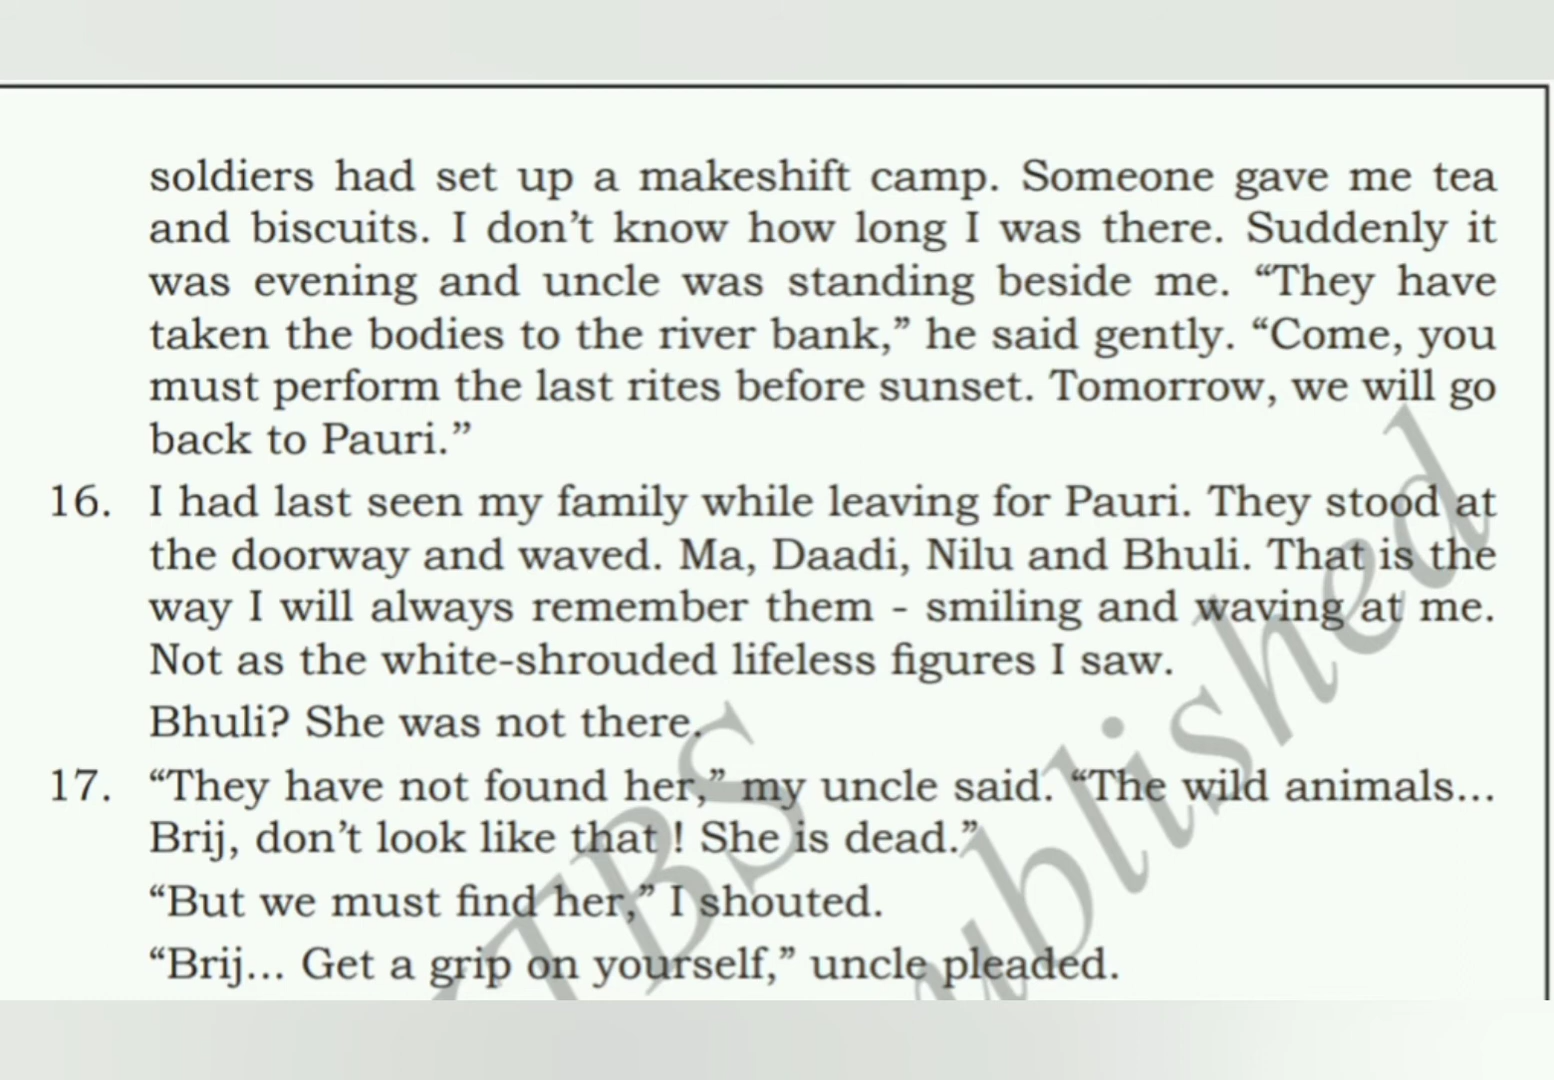 soldiers had set up a makeshift camp. Someone gave me tea
and biscuits. I don’t know how long I was there. Suddenly it
was evening and uncle was standing beside me. “They have
taken the bodies to the river bank,” he said gently. “Come, you
must perform the last rites before sunset. Tomorrow, we will go
back to Pauri.”
16. I had last seen my family while leaving for Pauri. They stood at
the doorway and waved. Ma, Daadi, Nilu and Bhuli. That is the
way I will always remember them - smiling and waving at me.
Not as the white-shrouded lifeless figures I saw.
Bhuli? She was not there.
17. “They have not found her,” my uncle said. “The wild animals...
Brij, don’t look like that ! She is dead.”
“But we must find her,” I shouted.
“Brij... Get a grip on yourself,” uncle pleaded.